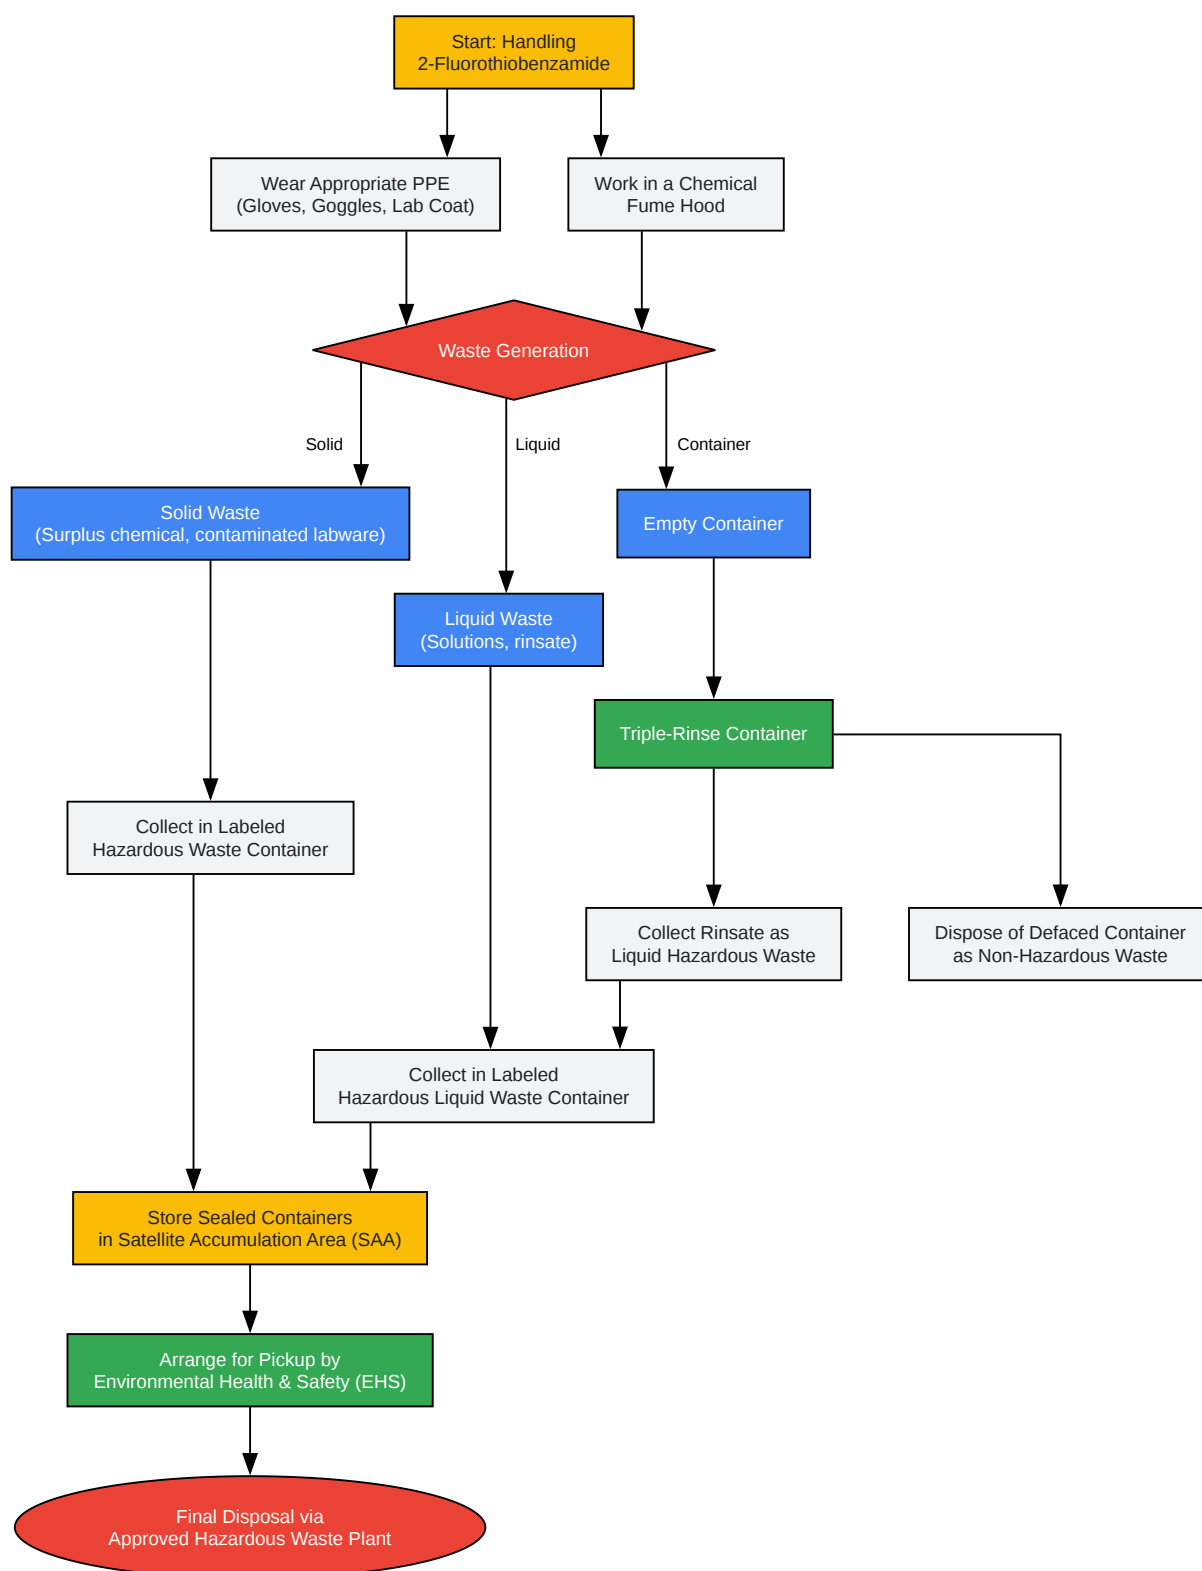 Start: Handling
2-Fluorothiobenzamide
Wear Appropriate PPE
(Gloves, Goggles, Lab Coat)
Work in a Chemical
Fume Hood
Waste Generation
Solid
Liquid
Container
Solid Waste
(Surplus chemical, contaminated labware)
Empty Container
Liquid Waste
(Solutions, rinsate)
Triple-Rinse Container
Collect in Labeled
Hazardous Waste Container
Collect Rinsate as
Liquid Hazardous Waste
Dispose of Defaced Container
as Non-Hazardous Waste
Collect in Labeled
Hazardous Liquid Waste Container
Store Sealed Containers
in Satellite Accumulation Area (SAA)
Arrange for Pickup by
Environmental Health & Safety (EHS)
Final Disposal via
Approved Hazardous Waste Plant